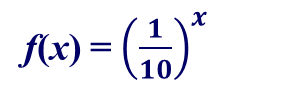 f(x) = (1/10)^x